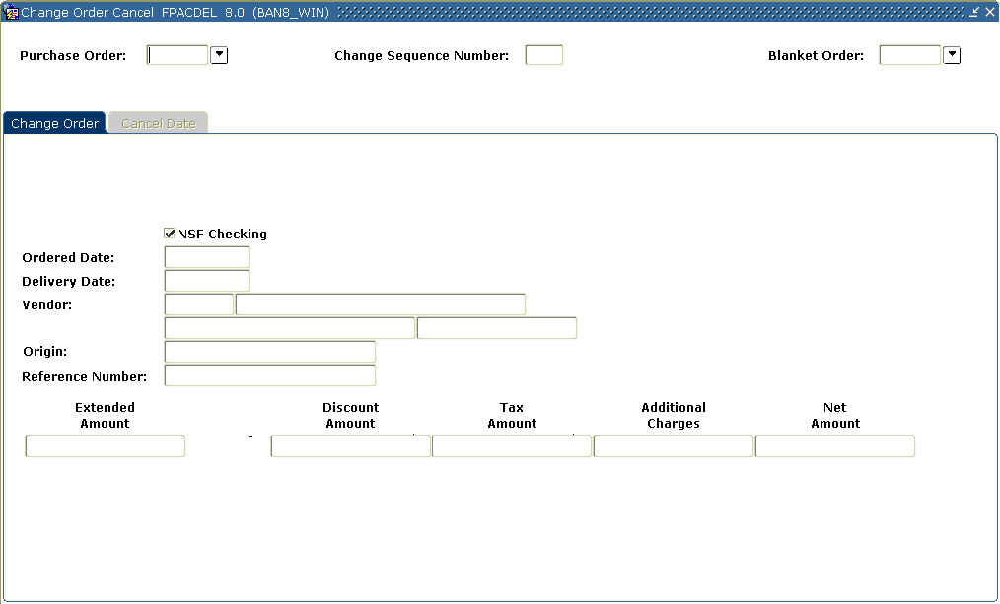 Change Order Cancel FPACDEL 8.0 (BAN8_WIN)
Purchase Order: Change Sequence Number: Blanket Order:
Change Order Cancel Date
NSF Checking
Ordered Date:
Delivery Date:
Vendor:
Origin:
Reference Number:
Extended Discount Tax Additional Net
Amount Amount Amount Charges Amount
-